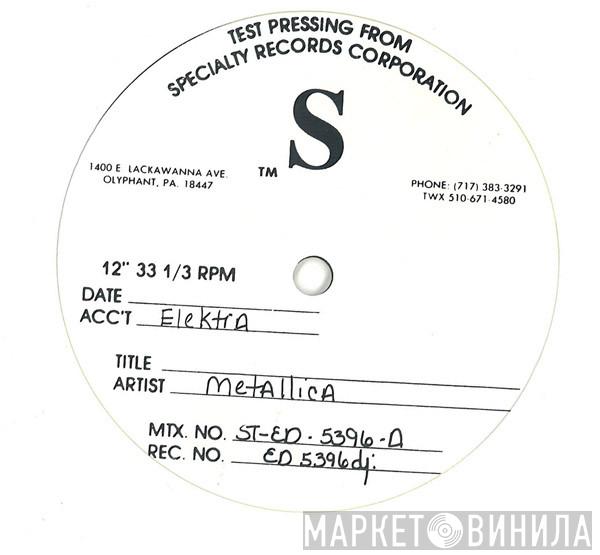 TEST PRESSING FROM
SPECIALTY RECORDS CORPORATION
S
TM
1400 E. LACKAWANNA AVE.
OLYPHANT, PA. 18447
PHONE: (717) 383-3291
TWX 510-671-4580
12" 33 1/3 RPM
DATE
ACC'T Elektra
TITLE
ARTIST Metallica
MTX. NO. ST-ED-5396-A
REC. NO. ED 5396dj.
МАРКЕТ ВИНИЛА